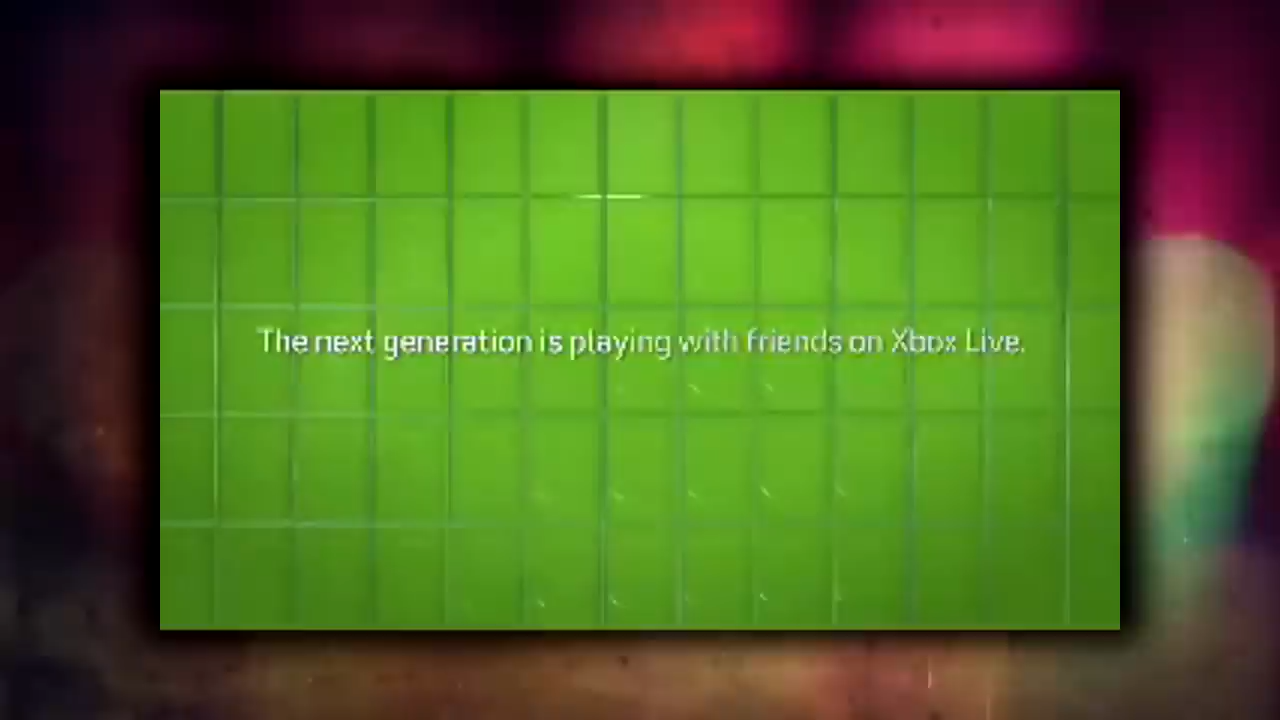 The next generation is playing with friends on Xbox Live.